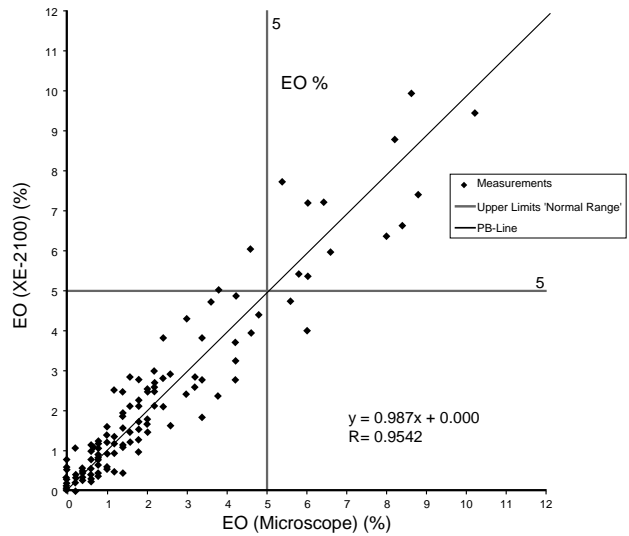 12
11
10
9
8
7
6
5
4
3
2
1
0
EO (XE-2100) (%)
5
EO %
5
Measurements
Upper Limits 'Normal Range'
PB-Line
y = 0.987x + 0.000
R= 0.9542
0 1 2 3 4 5 6 7 8 9 10 11 12
EO (Microscope) (%)